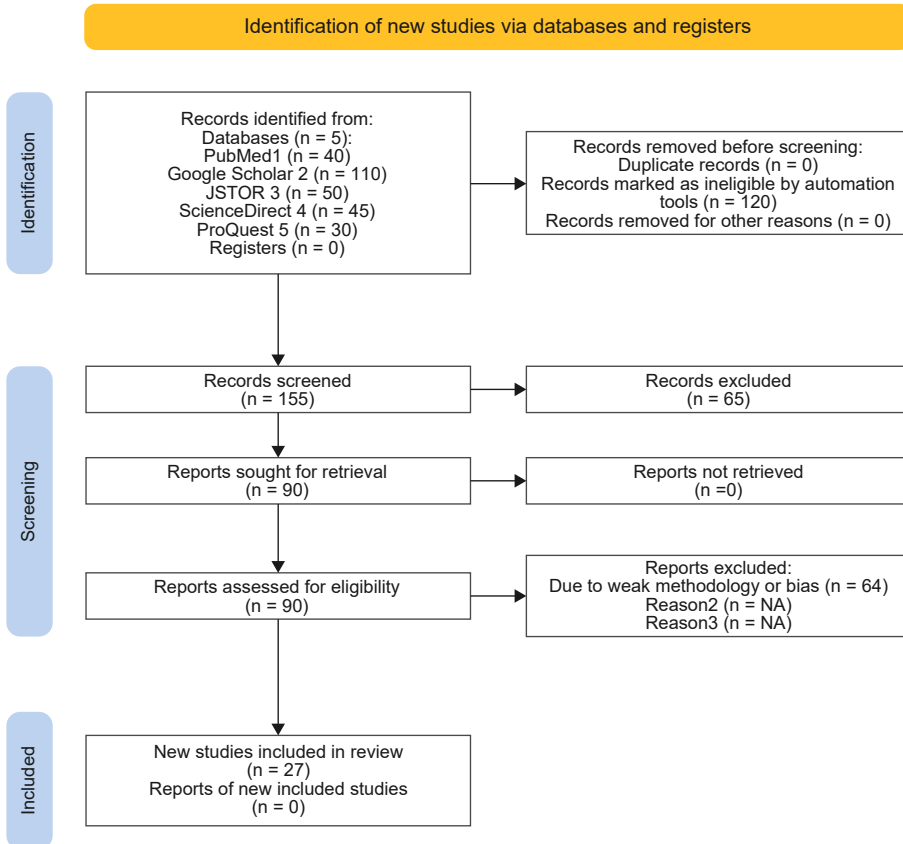 Identification of new studies via databases and registers
Identification
Records identified from:
Databases (n = 5):
PubMed1 (n = 40)
Google Scholar 2 (n = 110)
JSTOR 3 (n = 50)
ScienceDirect 4 (n = 45)
ProQuest 5 (n = 30)
Registers (n = 0)
Records removed before screening:
Duplicate records (n = 0)
Records marked as ineligible by automation
tools (n = 120)
Records removed for other reasons (n = 0)
Screening
Records screened
(n = 155)
Records excluded
(n = 65)
Reports sought for retrieval
(n = 90)
Reports not retrieved
(n =0)
Reports assessed for eligibility
(n = 90)
Reports excluded:
Due to weak methodology or bias (n = 64)
Reason2 (n = NA)
Reason3 (n = NA)
Included
New studies included in review
(n = 27)
Reports of new included studies
(n = 0)